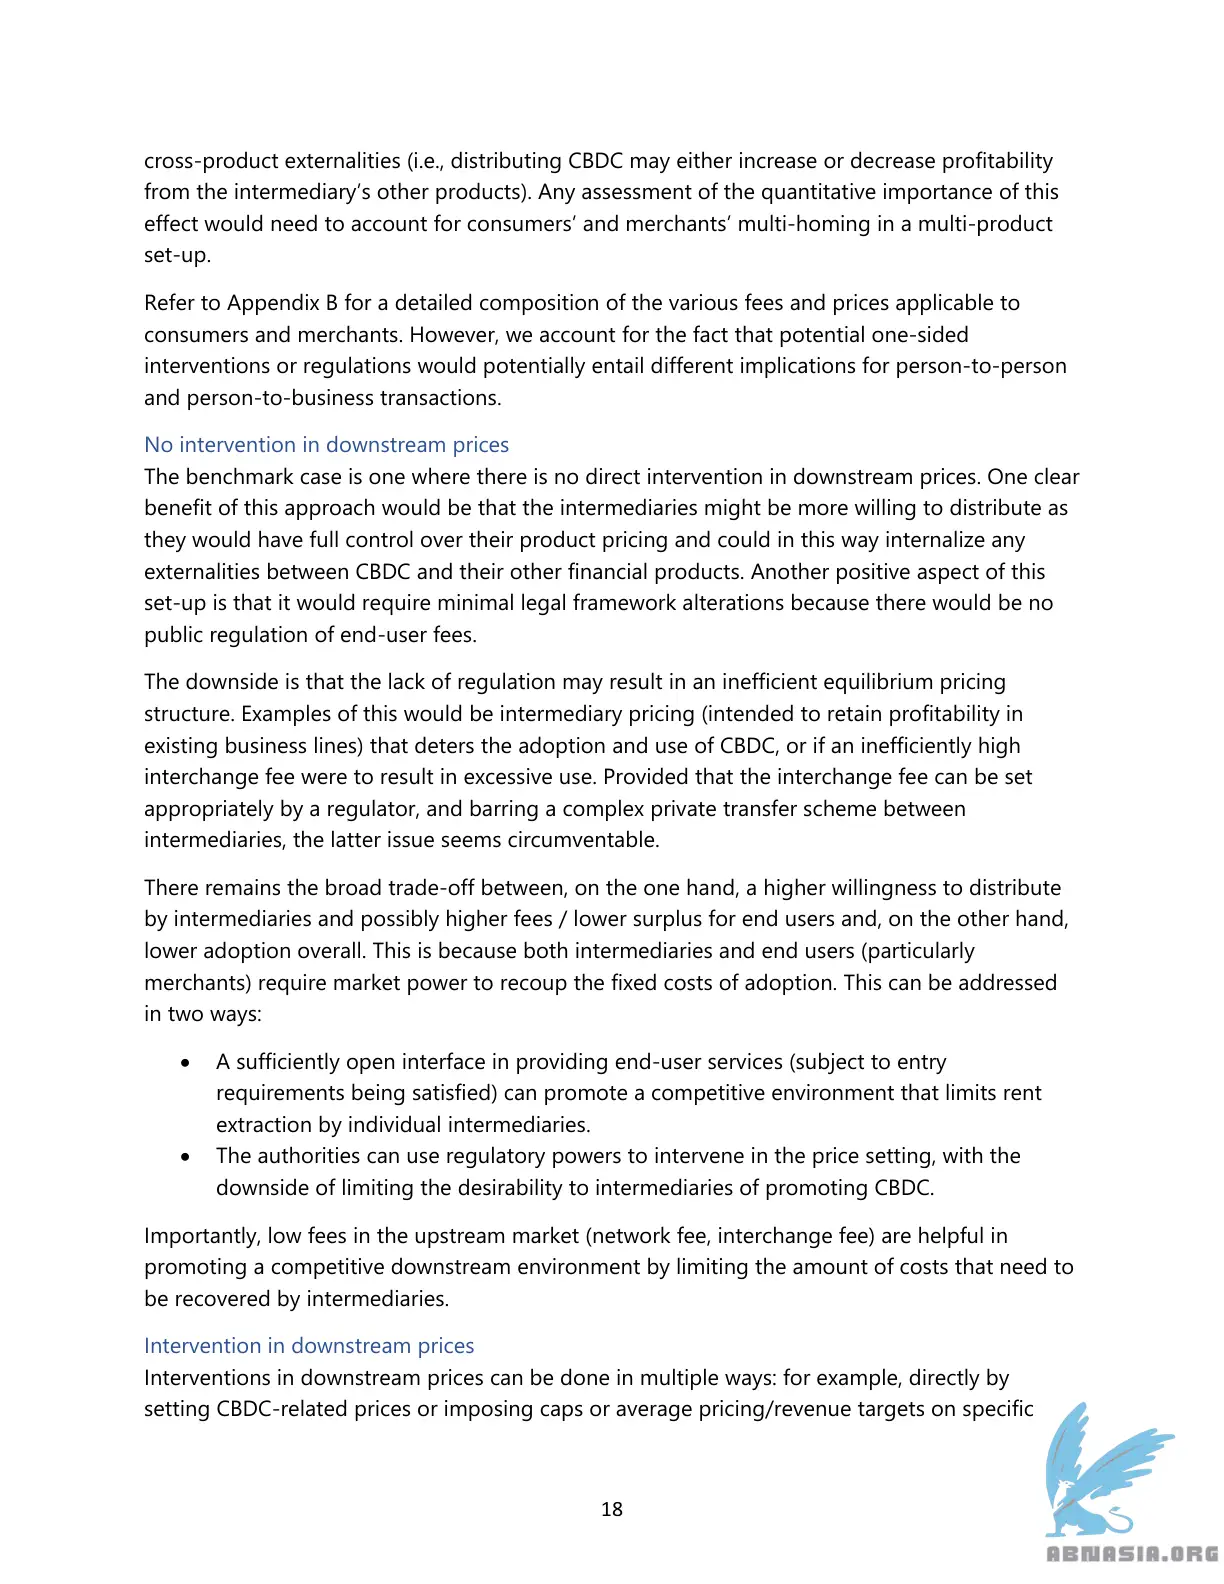 cross-product externalities (i.e., distributing CBDC may either increase or decrease profitability
from the intermediary’s other products). Any assessment of the quantitative importance of this
effect would need to account for consumers’ and merchants’ multi-homing in a multi-product
set-up.
Refer to Appendix B for a detailed composition of the various fees and prices applicable to
consumers and merchants. However, we account for the fact that potential one-sided
interventions or regulations would potentially entail different implications for person-to-person
and person-to-business transactions.
No intervention in downstream prices
The benchmark case is one where there is no direct intervention in downstream prices. One clear
benefit of this approach would be that the intermediaries might be more willing to distribute as
they would have full control over their product pricing and could in this way internalize any
externalities between CBDC and their other financial products. Another positive aspect of this
set-up is that it would require minimal legal framework alterations because there would be no
public regulation of end-user fees.
The downside is that the lack of regulation may result in an inefficient equilibrium pricing
structure. Examples of this would be intermediary pricing (intended to retain profitability in
existing business lines) that deters the adoption and use of CBDC, or if an inefficiently high
interchange fee were to result in excessive use. Provided that the interchange fee can be set
appropriately by a regulator, and barring a complex private transfer scheme between
intermediaries, the latter issue seems circumventable.
There remains the broad trade-off between, on the one hand, a higher willingness to distribute
by intermediaries and possibly higher fees / lower surplus for end users and, on the other hand,
lower adoption overall. This is because both intermediaries and end users (particularly
merchants) require market power to recoup the fixed costs of adoption. This can be addressed
in two ways:
• A sufficiently open interface in providing end-user services (subject to entry
requirements being satisfied) can promote a competitive environment that limits rent
extraction by individual intermediaries.
• The authorities can use regulatory powers to intervene in the price setting, with the
downside of limiting the desirability to intermediaries of promoting CBDC.
Importantly, low fees in the upstream market (network fee, interchange fee) are helpful in
promoting a competitive downstream environment by limiting the amount of costs that need to
be recovered by intermediaries.
Intervention in downstream prices
Interventions in downstream prices can be done in multiple ways: for example, directly by
setting CBDC-related prices or imposing caps or average pricing/revenue targets on specific
18
ABNASIA.ORG